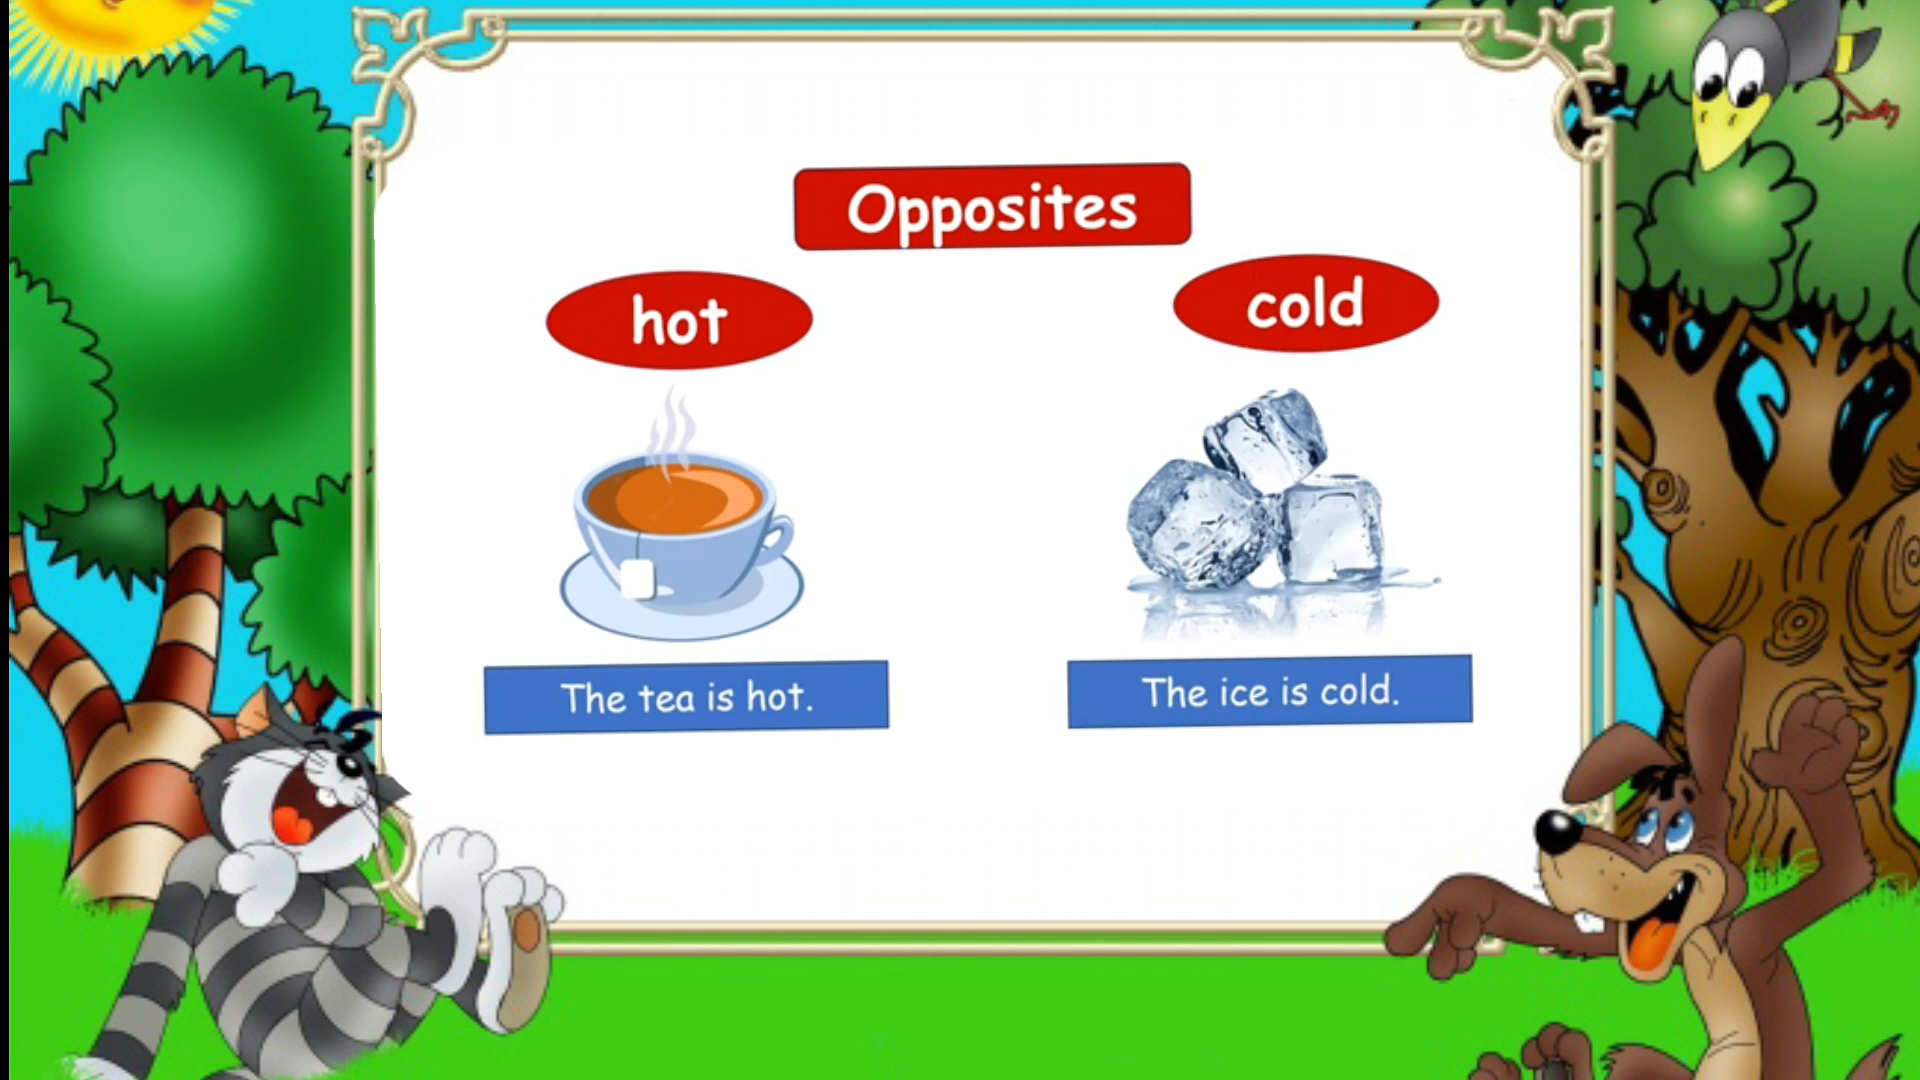 Opposites
hot
cold
The tea is hot.
The ice is cold.